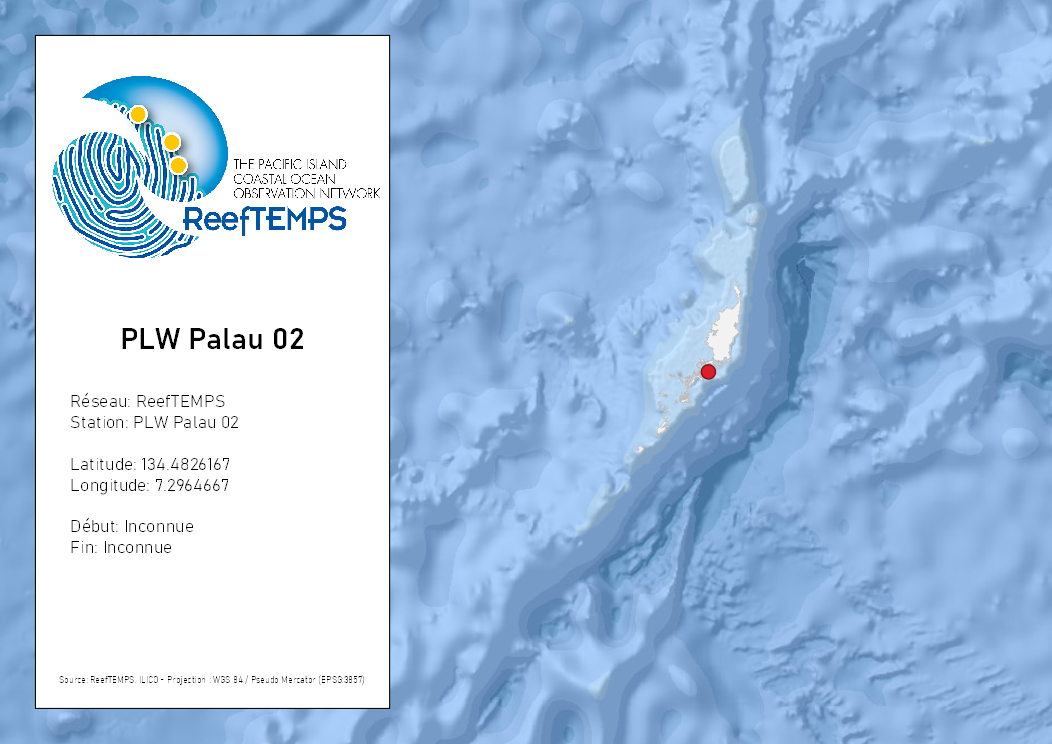 THE PACIFIC ISLAND
COASTAL OCEAN
OBSERVATION NETWORK
ReefTEMPS
PLW Palau 02
Réseau: ReefTEMPS
Station: PLW Palau 02
Latitude: 134.4826167
Longitude: 7.2964667
Début: Inconnue
Fin: Inconnue
Source: ReefTEMPS, ILICO - Projection : WGS 84 / Pseudo Mercator (EPSG:3857)